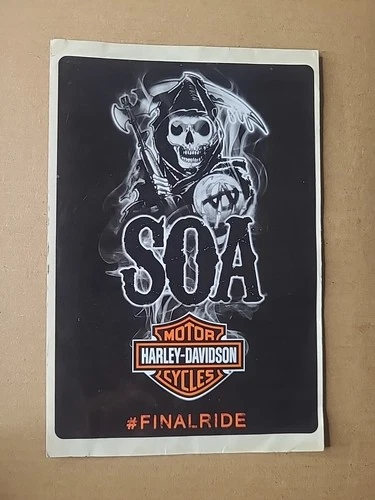 SOA
MOTOR
HARLEY-DAVIDSON
CYCLES
#FINALRIDE